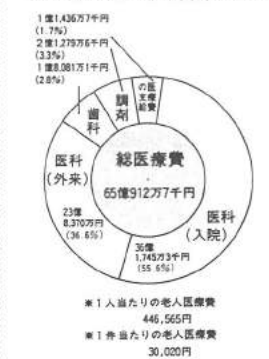 1億1,436万7千円
(1.7%)
2億1,279万6千円
(3.3%)
1億8,081万1千円
(2.8%)
医療費
の支給
調剤
歯科
医科
(外来)
総医療費
65億912万7千円
23億
8,370万円
(36.6%)
医科
(入院)
36億
1,745万3千円
(55.6%)
※1人当たりの老人医療費
446,565円
※1件当たりの老人医療費
30,020円